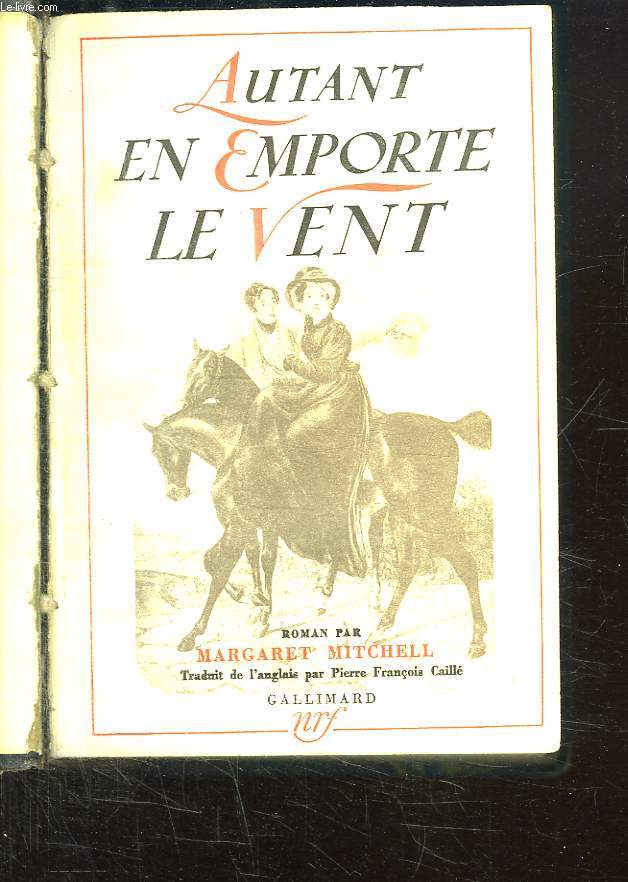 Le-livre.com
AUTANT
EN EMPORTE
LE VENT
ROMAN PAR
MARGARET MITCHELL
Traduit de l'anglais par Pierre François Caillé
GALLIMARD
nrf